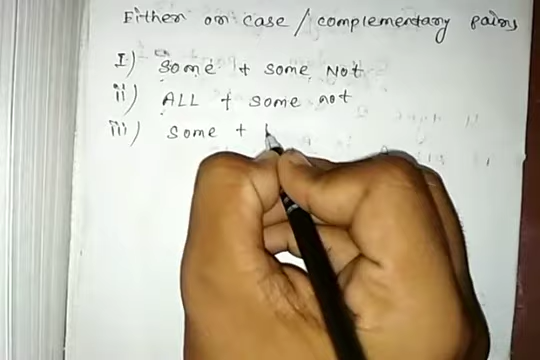 Either or case / complementary pairs
I) Some + some Not
ii) ALL + some not
iii) some +